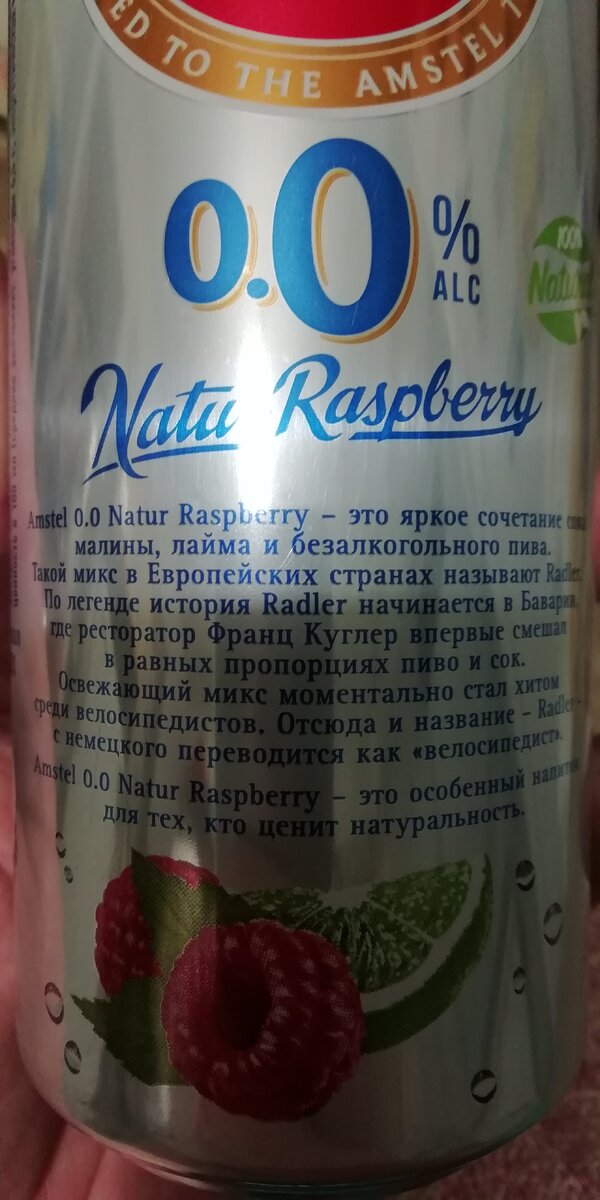 ED TO THE AMSTEL
0.0%
ALC
100%
Natural
Natur Raspberry
Amstel 0.0 Natur Raspberry – это яркое сочетание сока
малины, лайма и безалкогольного пива.
Такой микс в Европейских странах называют Radler.
По легенде история Radler начинается в Баварии,
где ресторатор Франц Куглер впервые смешал
в равных пропорциях пиво и сок.
Освежающий микс моментально стал хитом
среди велосипедистов. Отсюда и название – Radler –
с немецкого переводится как «велосипедист».
Amstel 0.0 Natur Raspberry – это особенный напиток
для тех, кто ценит натуральность.